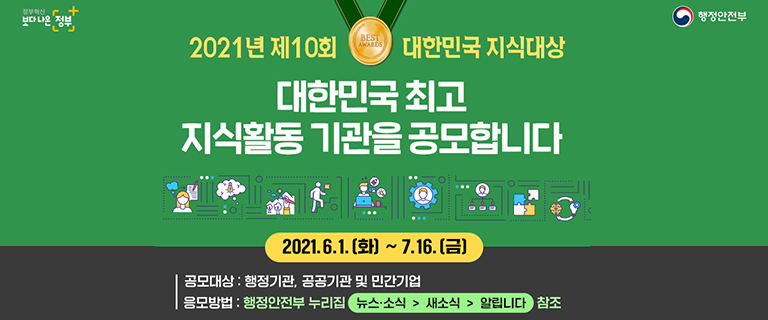 정부혁신
보다나은 정부
행정안전부
2021년 제10회 BEST AWARDS 대한민국 지식대상
대한민국 최고
지식활동 기관을 공모합니다
2021.6.1.(화) ~ 7.16.(금)
공모대상 : 행정기관, 공공기관 및 민간기업
응모방법 : 행정안전부 누리집 뉴스·소식 > 새소식 > 알립니다 참조